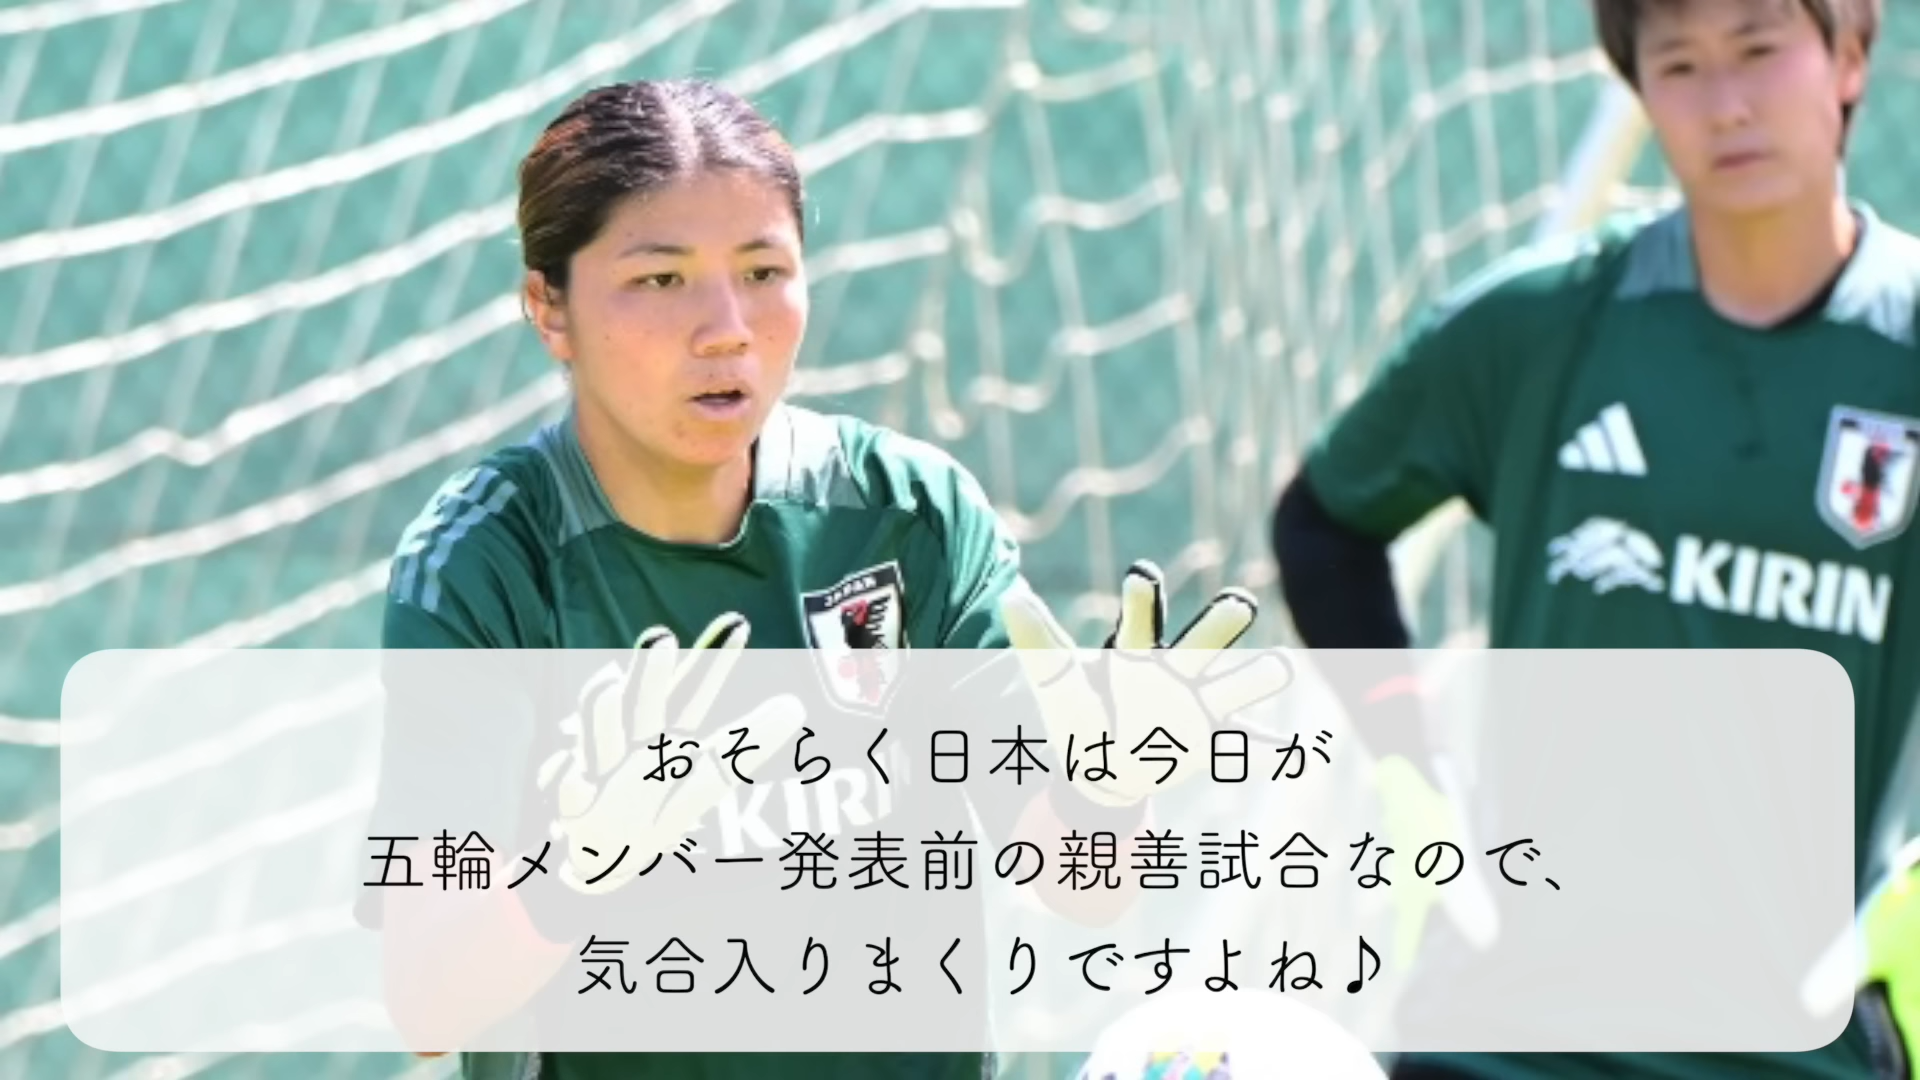 JAPAN
KIRIN
KIRIN
おそらく日本は今日が
五輪メンバー発表前の親善試合なので、
気合入りまくりですよね♪